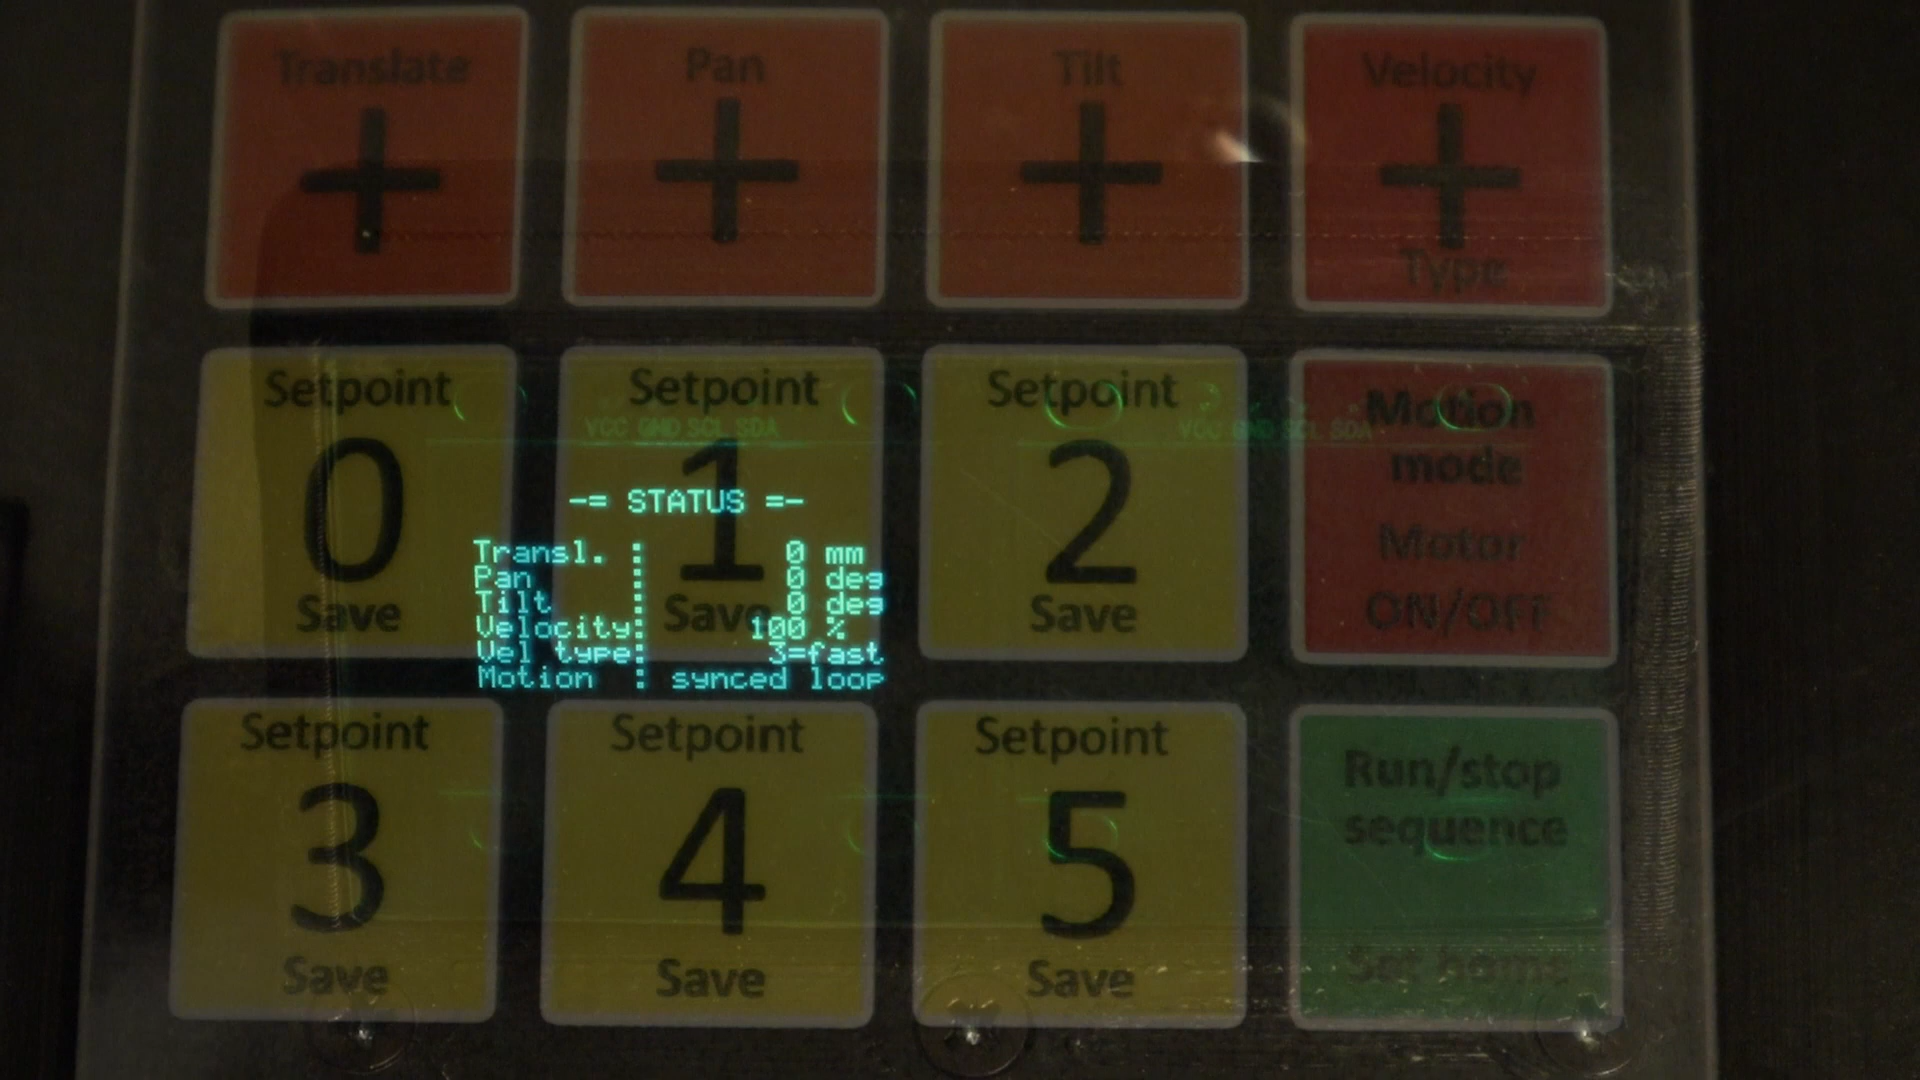 Translate
+
Pan
+
Tilt
+
Velocity
+
Type
Setpoint
0
Save
Setpoint
1
Save
Setpoint
2
Save
Motion
mode
Motor
ON/OFF
VCC GND SCL SDA
VCC GND SCL SDA
-= STATUS =-
Transl. : 0 mm
Pan : 0 deg
Tilt : 0 deg
Velocity: 100 %
Vel type: 3=fast
Motion : synced loop
Setpoint
3
Save
Setpoint
4
Save
Setpoint
5
Save
Run/stop
sequence
Set home